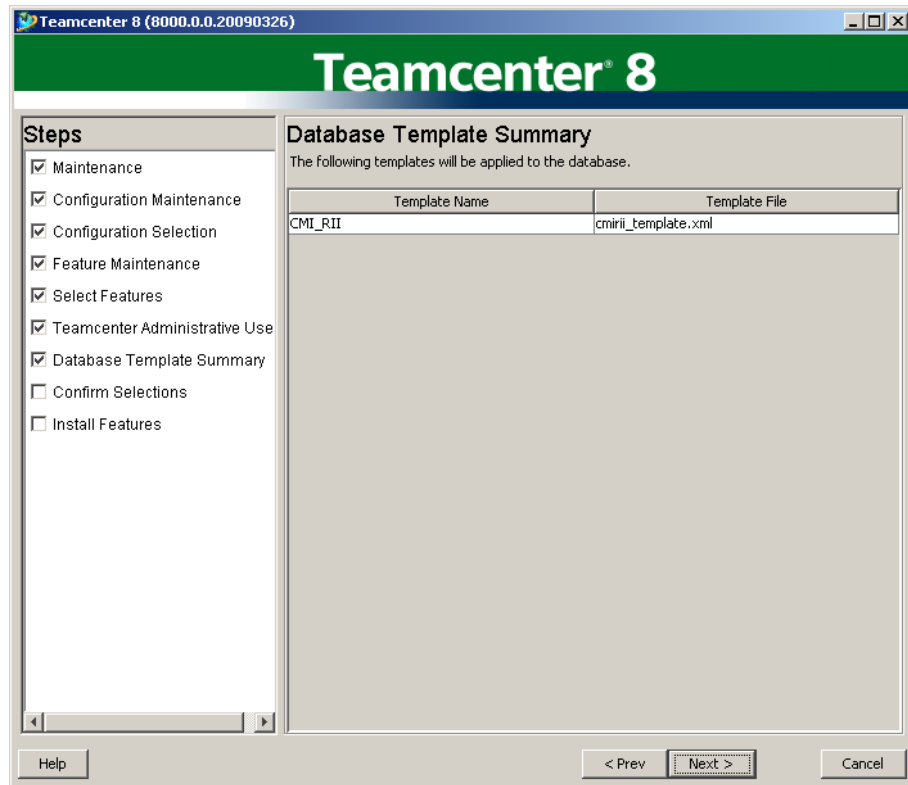 Teamcenter 8 (8000.0.0.20090326)
Teamcenter® 8
Steps
Maintenance
Configuration Maintenance
Configuration Selection
Feature Maintenance
Select Features
Teamcenter Administrative Use
Database Template Summary
Confirm Selections
Install Features
Database Template Summary
The following templates will be applied to the database.
Template Name Template File
CMI_RII cmirii_template.xml
Help < Prev Next > Cancel